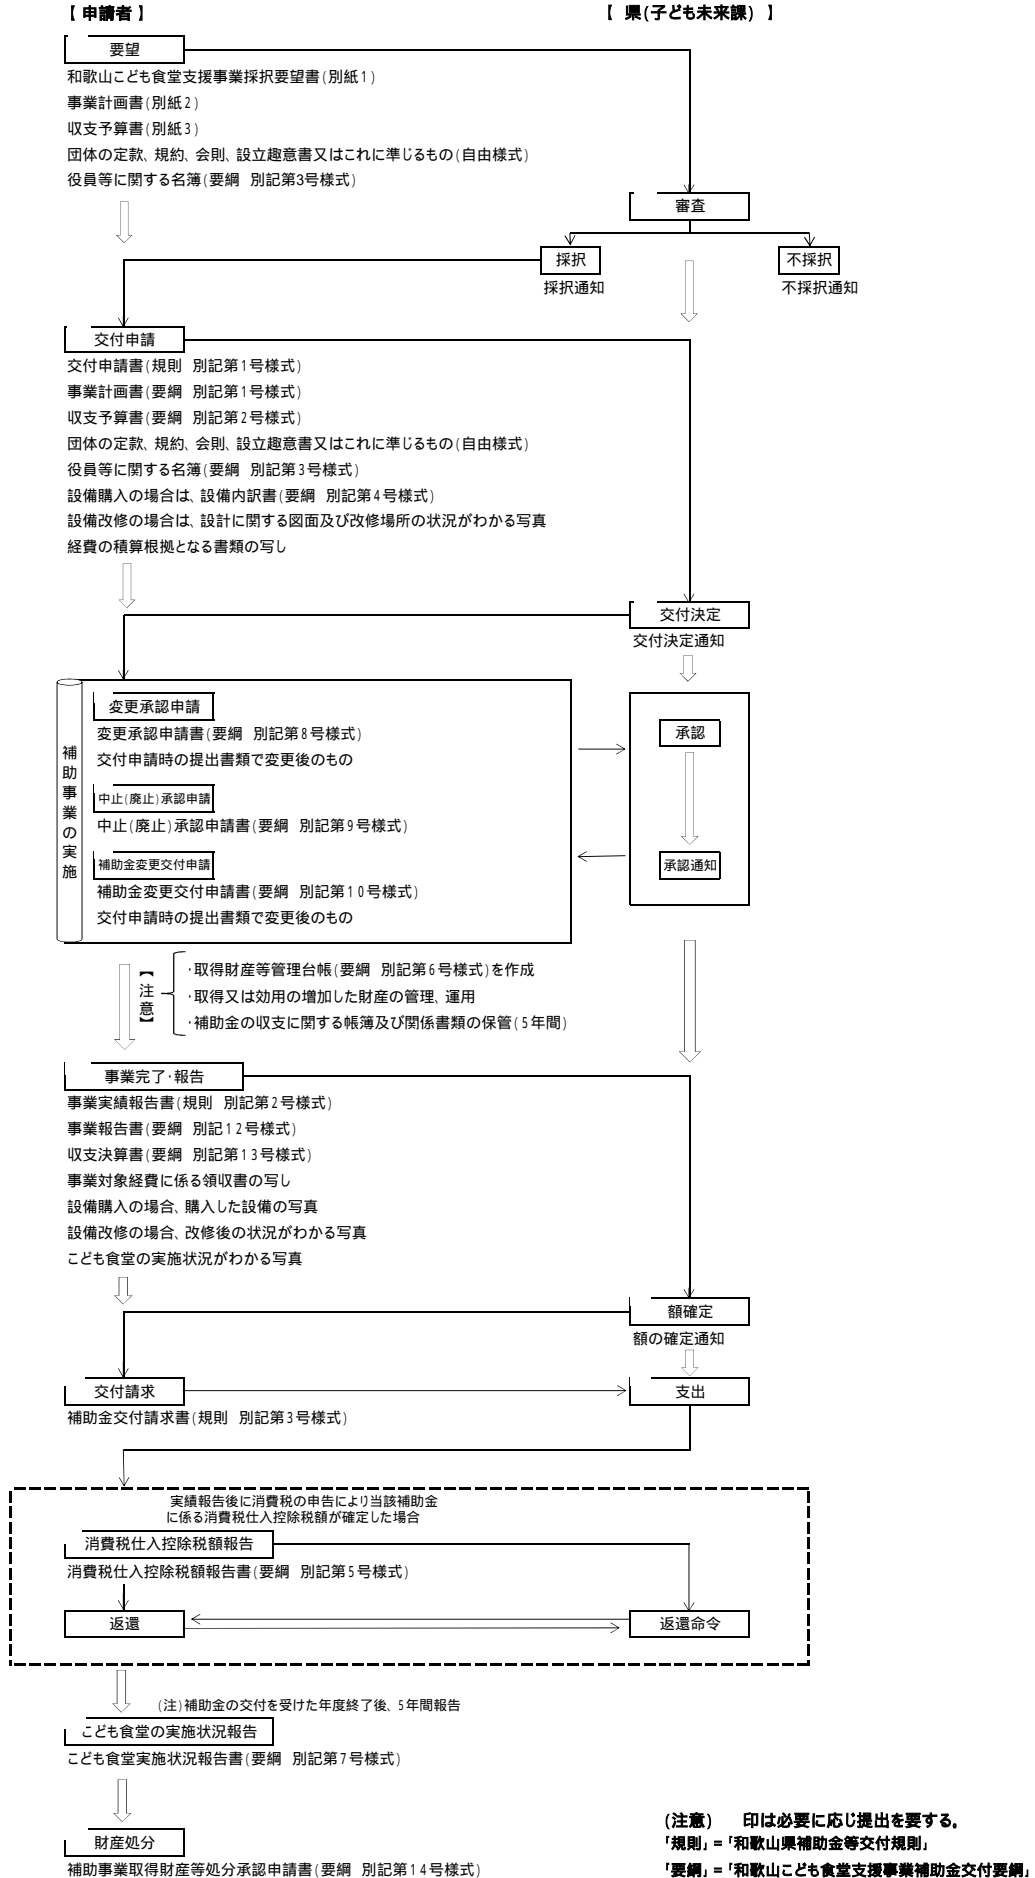 【 申請者 】
【 県(子ども未来課) 】
要望
和歌山こども食堂支援事業採択要望書(別紙1)
事業計画書(別紙2)
収支予算書(別紙3)
団体の定款、規約、会則、設立趣意書又はこれに準じるもの(自由様式)
役員等に関する名簿(要綱 別記第3号様式)
審査
採択
不採択
採択通知
不採択通知
交付申請
交付申請書(規則 別記第1号様式)
事業計画書(要綱 別記第1号様式)
収支予算書(要綱 別記第2号様式)
団体の定款、規約、会則、設立趣意書又はこれに準じるもの(自由様式)
役員等に関する名簿(要綱 別記第3号様式)
設備購入の場合は、設備内訳書(要綱 別記第4号様式)
設備改修の場合は、設計に関する図面及び改修場所の状況がわかる写真
経費の積算根拠となる書類の写し
交付決定
交付決定通知
補助事業の実施
変更承認申請
変更承認申請書(要綱 別記第8号様式)
交付申請時の提出書類で変更後のもの
中止(廃止)承認申請
中止(廃止)承認申請書(要綱 別記第9号様式)
補助金変更交付申請
補助金変更交付申請書(要綱 別記第10号様式)
交付申請時の提出書類で変更後のもの
承認
承認通知
【注意】
・取得財産等管理台帳(要綱 別記第6号様式)を作成
・取得又は効用の増加した財産の管理、運用
・補助金の収支に関する帳簿及び関係書類の保管(5年間)
事業完了・報告
事業実績報告書(規則 別記第2号様式)
事業報告書(要綱 別記12号様式)
収支決算書(要綱 別記第13号様式)
事業対象経費に係る領収書の写し
設備購入の場合、購入した設備の写真
設備改修の場合、改修後の状況がわかる写真
こども食堂の実施状況がわかる写真
額確定
額の確定通知
交付請求
支出
補助金交付請求書(規則 別記第3号様式)
実績報告後に消費税の申告により当該補助金
に係る消費税仕入控除税額が確定した場合
消費税仕入控除税額報告
消費税仕入控除税額報告書(要綱 別記第5号様式)
返還
返還命令
(注)補助金の交付を受けた年度終了後、5年間報告
こども食堂の実施状況報告
こども食堂実施状況報告書(要綱 別記第7号様式)
財産処分
補助事業取得財産等処分承認申請書(要綱 別記第14号様式)
(注意) 印は必要に応じ提出を要する。
「規則」=「和歌山県補助金等交付規則」
「要綱」=「和歌山こども食堂支援事業補助金交付要綱」